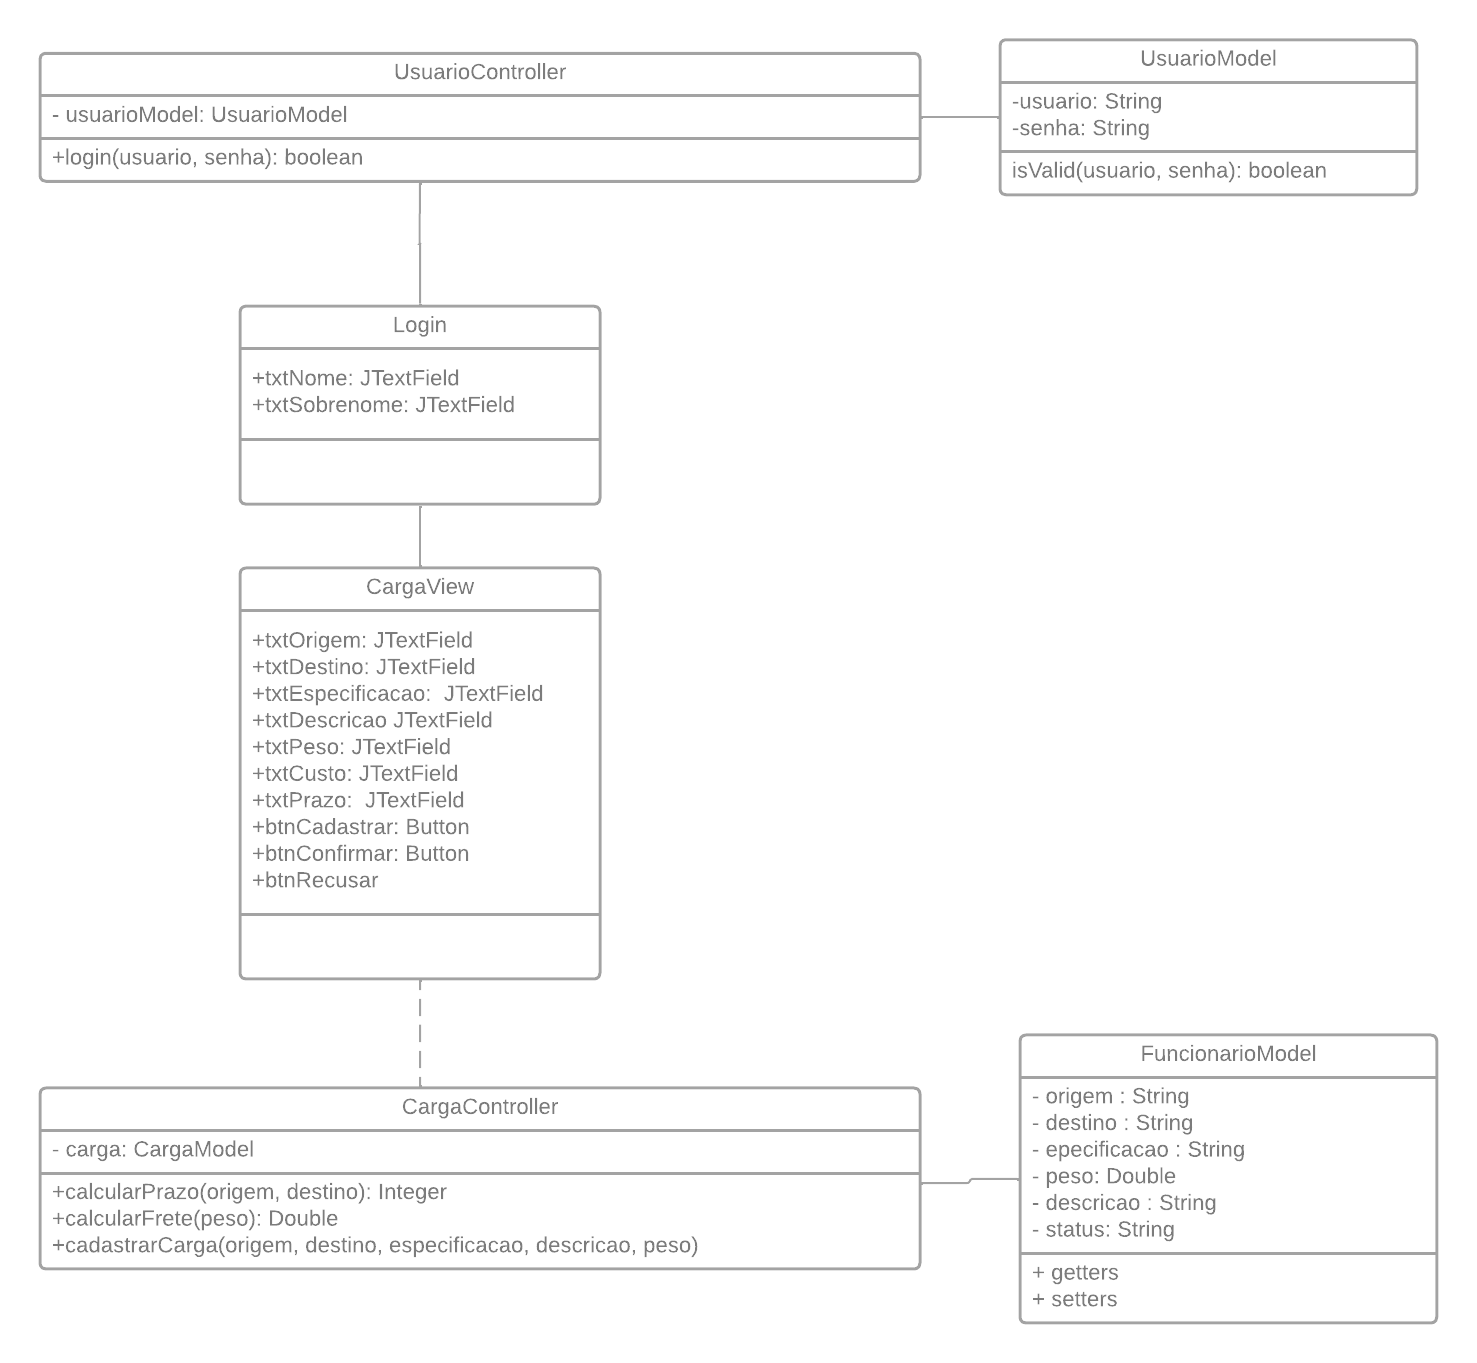 UsuarioController
- usuarioModel: UsuarioModel
+login(usuario, senha): boolean
UsuarioModel
-usuario: String
-senha: String
isValid(usuario, senha): boolean
Login
+txtNome: JTextField
+txtSobrenome: JTextField
CargaView
+txtOrigem: JTextField
+txtDestino: JTextField
+txtEspecificacao:  JTextField
+txtDescricao JTextField
+txtPeso: JTextField
+txtCusto: JTextField
+txtPrazo:  JTextField
+btnCadastrar: Button
+btnConfirmar: Button
+btnRecusar
CargaController
- carga: CargaModel
+calcularPrazo(origem, destino): Integer
+calcularFrete(peso): Double
+cadastrarCarga(origem, destino, especificacao, descricao, peso)
FuncionarioModel
- origem : String
- destino : String
- epecificacao : String
- peso: Double
- descricao : String
- status: String
+ getters
+ setters